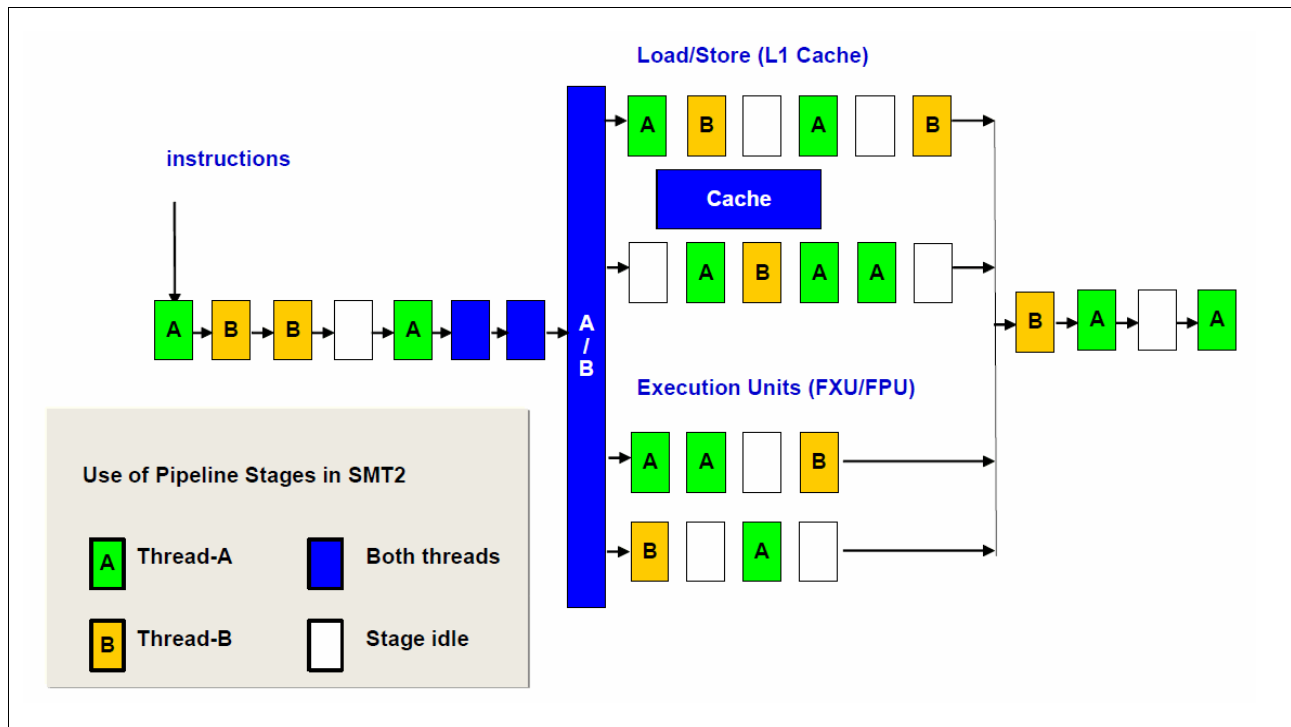 Load/Store (L1 Cache)
A B A B
instructions
Cache
A B A A
A B B A
A
/
B
B A A
Execution Units (FXU/FPU)
A A B
B A
Use of Pipeline Stages in SMT2
A Thread-A Both threads
B Thread-B Stage idle